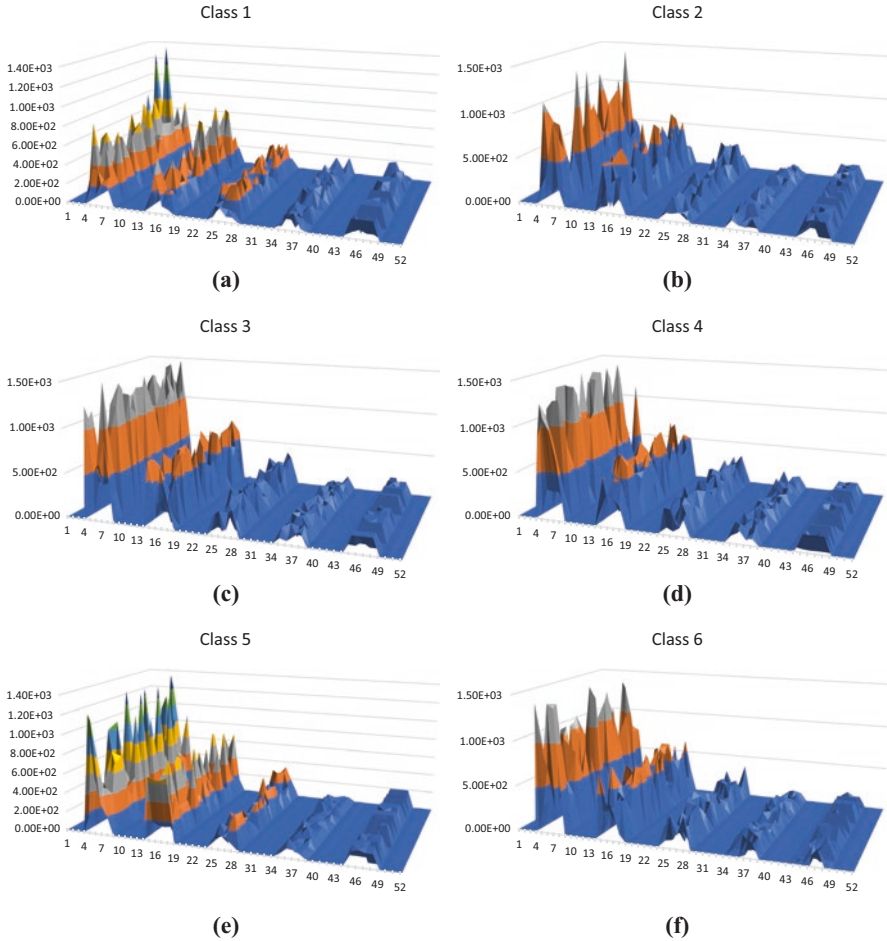 Class 1
1.40E+03
1.20E+03
1.00E+03
8.00E+02
6.00E+02
4.00E+02
2.00E+02
0.00E+00
1 4 7 10 13 16 19 22 25 28 31 34 37 40 43 46 49 52
(a)
Class 2
1.50E+03
1.00E+03
5.00E+02
0.00E+00
1 4 7 10 13 16 19 22 25 28 31 34 37 40 43 46 49 52
(b)
Class 3
1.50E+03
1.00E+03
5.00E+02
0.00E+00
1 4 7 10 13 16 19 22 25 28 31 34 37 40 43 46 49 52
(c)
Class 4
1.50E+03
1.00E+03
5.00E+02
0.00E+00
1 4 7 10 13 16 19 22 25 28 31 34 37 40 43 46 49 52
(d)
Class 5
1.40E+03
1.20E+03
1.00E+03
8.00E+02
6.00E+02
4.00E+02
2.00E+02
0.00E+00
1 4 7 10 13 16 19 22 25 28 31 34 37 40 43 46 49 52
(e)
Class 6
1.50E+03
1.00E+03
5.00E+02
0.00E+00
1 4 7 10 13 16 19 22 25 28 31 34 37 40 43 46 49 52
(f)